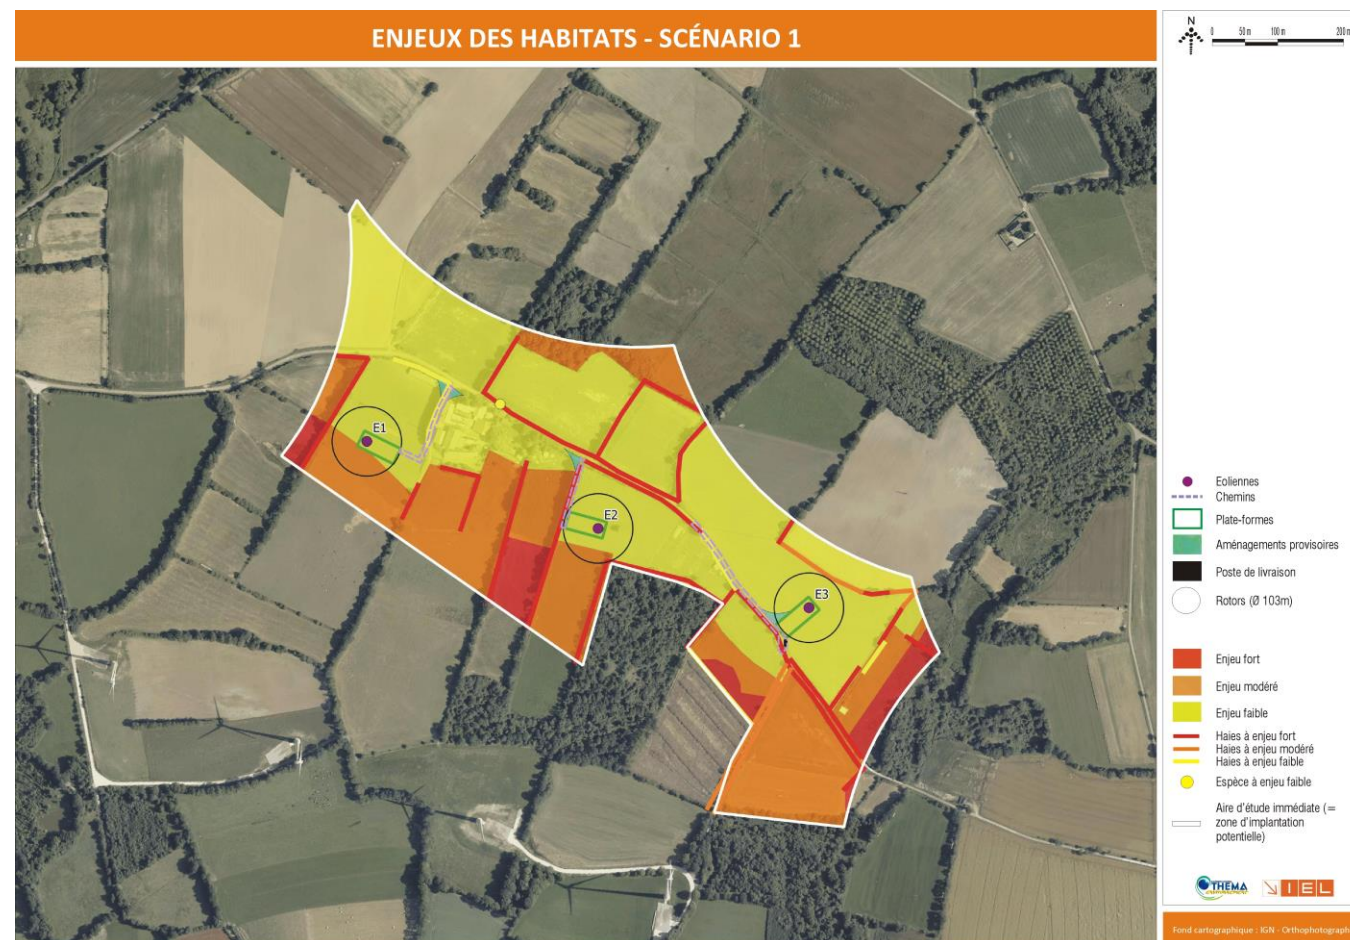 ENJEUX DES HABITATS - SCÉNARIO 1
N
0 50 m 100 m 200 m
E1
E2
E3
Eoliennes
Chemins
Plate-formes
Aménagements provisoires
Poste de livraison
Rotors (Ø 103m)
Enjeu fort
Enjeu modéré
Enjeu faible
Haies à enjeu fort
Haies à enjeu modéré
Haies à enjeu faible
Espèce à enjeu faible
Aire d'étude immédiate (=
zone d'implantation
potentielle)
THEMA
IEL
Fond cartographique : IGN - Orthophotograph